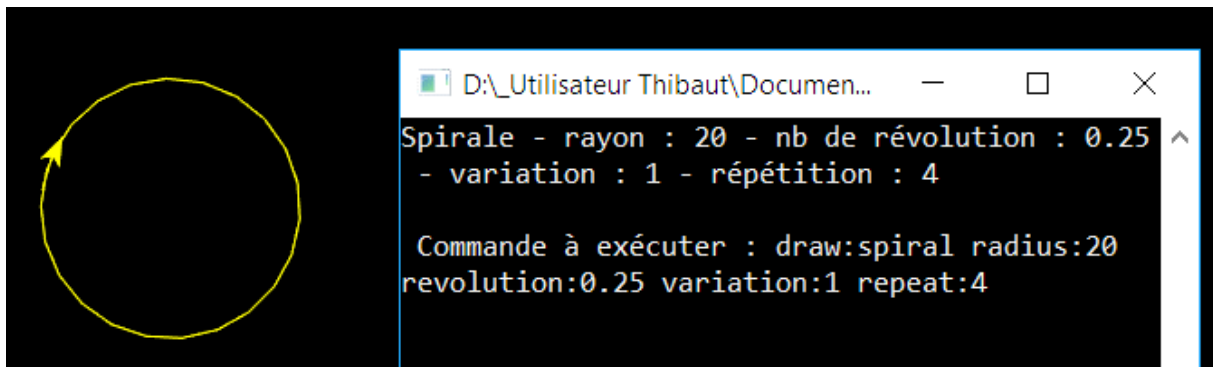 D:\_Utilisateur Thibaut\Documen...
Spirale - rayon : 20 - nb de révolution : 0.25
- variation : 1 - répétition : 4
Commande à exécuter : draw:spiral radius:20
revolution:0.25 variation:1 repeat:4